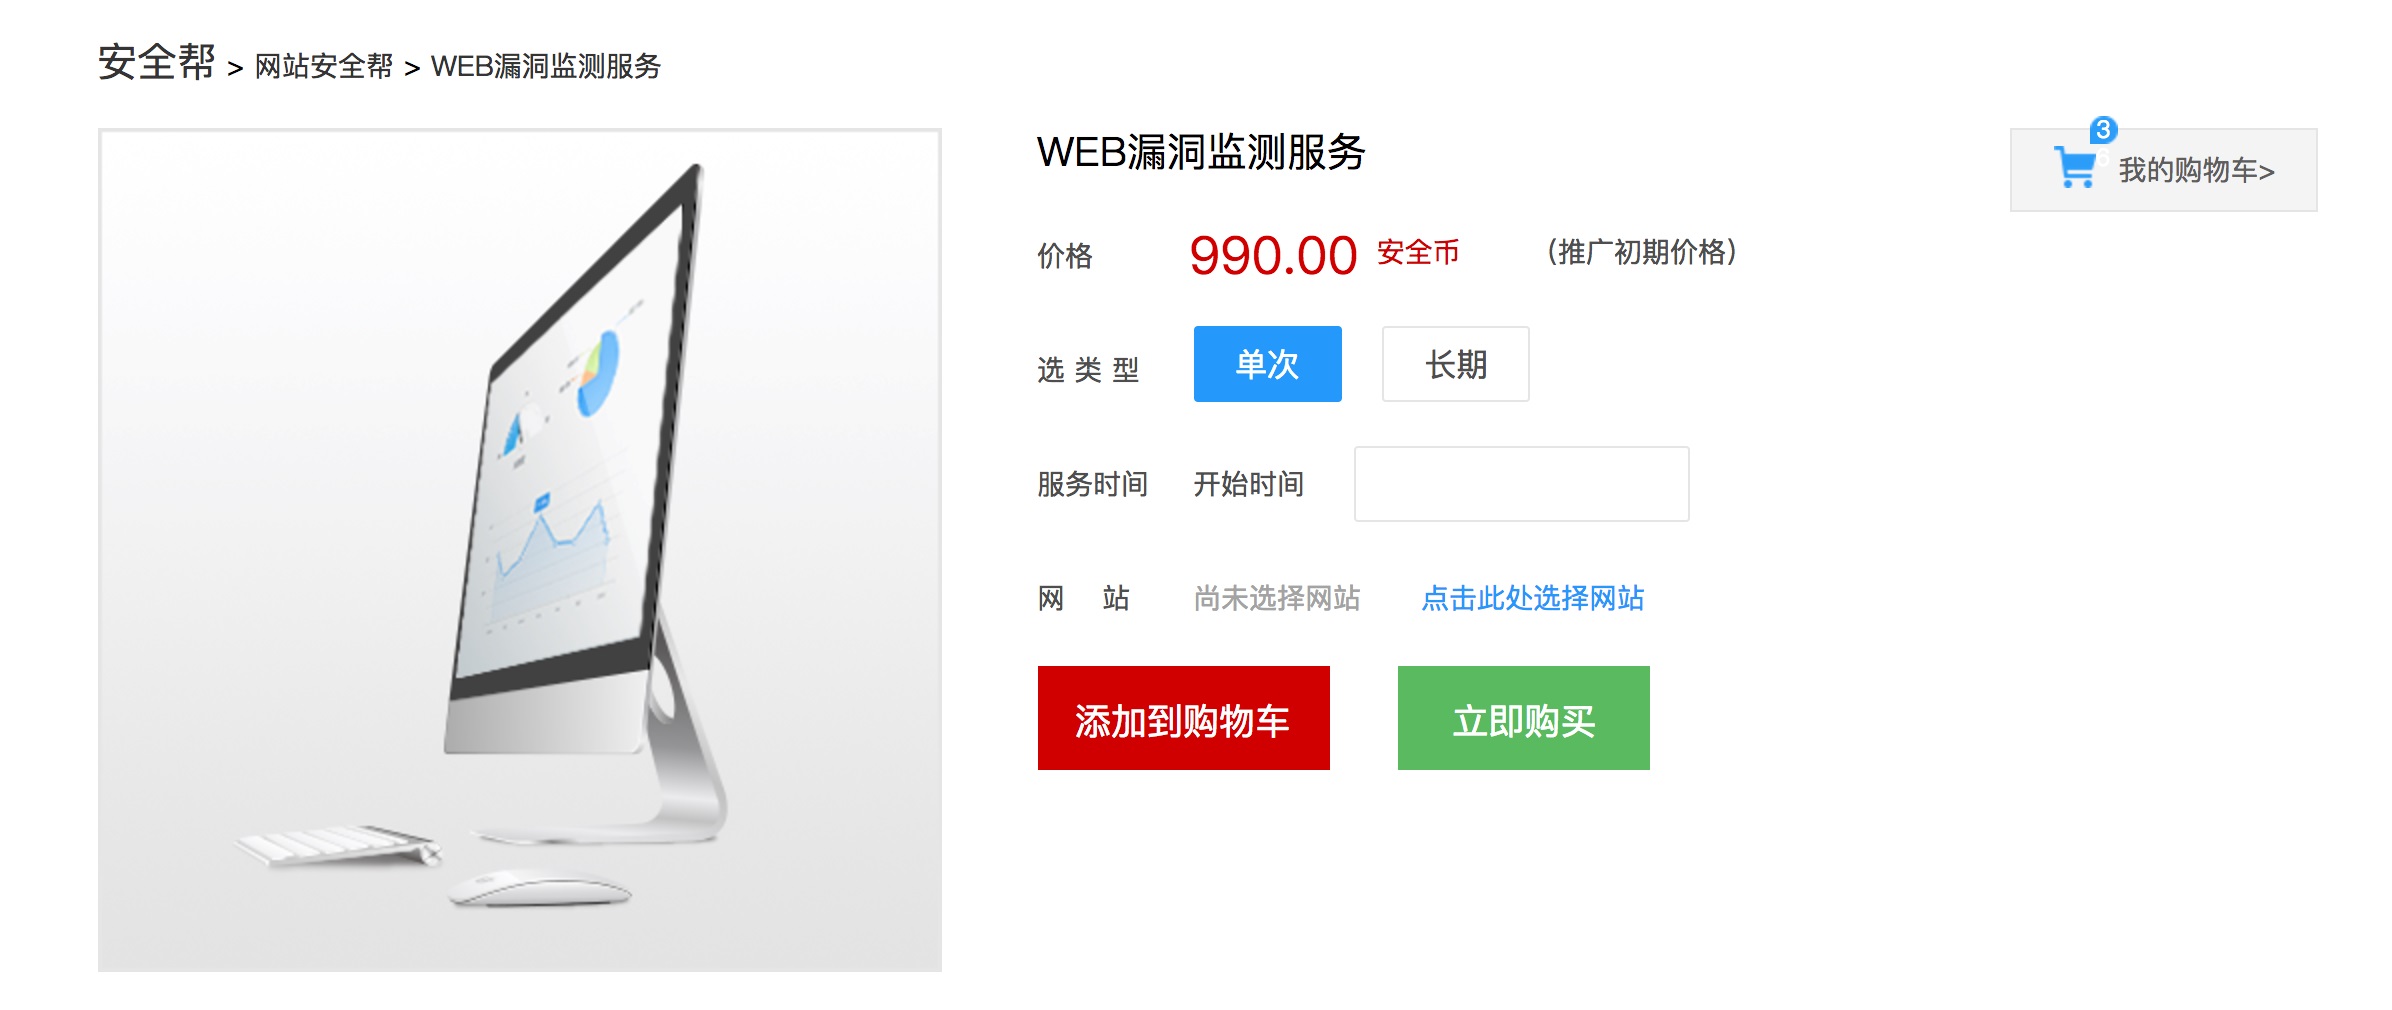 安全帮 > 网站安全帮 > WEB漏洞监测服务
WEB漏洞监测服务
3
6
我的购物车>
价格 990.00 安全币 (推广初期价格)
选类型 单次 长期
服务时间 开始时间
网站 尚未选择网站 点击此处选择网站
添加到购物车 立即购买